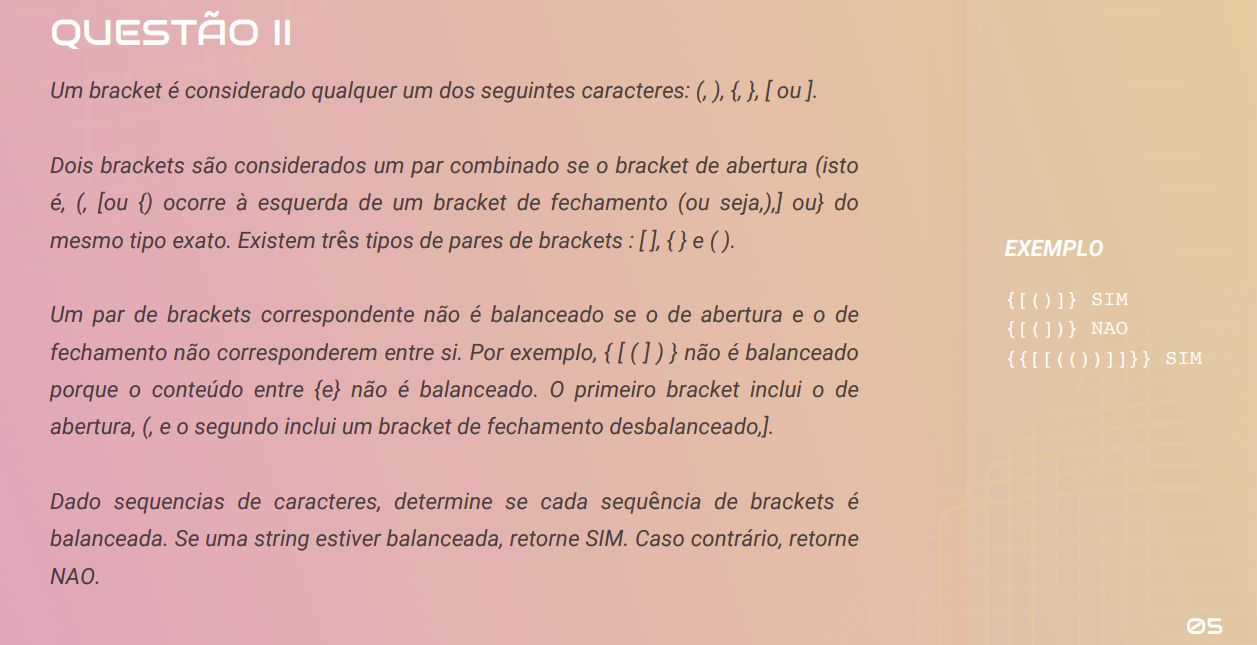 QUESTÃO II
Um bracket é considerado qualquer um dos seguintes caracteres: (, ), {, }, [ ou ].
Dois brackets são considerados um par combinado se o bracket de abertura (isto
é, (, [ou {) ocorre à esquerda de um bracket de fechamento (ou seja,),] ou} do
mesmo tipo exato. Existem três tipos de pares de brackets : [ ], { } e ( ).
Um par de brackets correspondente não é balanceado se o de abertura e o de
fechamento não corresponderem entre si. Por exemplo, { [ ( ] ) } não é balanceado
porque o conteúdo entre {e} não é balanceado. O primeiro bracket inclui o de
abertura, (, e o segundo inclui um bracket de fechamento desbalanceado,].
Dado sequencias de caracteres, determine se cada sequência de brackets é
balanceada. Se uma string estiver balanceada, retorne SIM. Caso contrário, retorne
NAO.
EXEMPLO
{[()]} SIM
{[(])} NAO
{{[[(())]]}} SIM
05